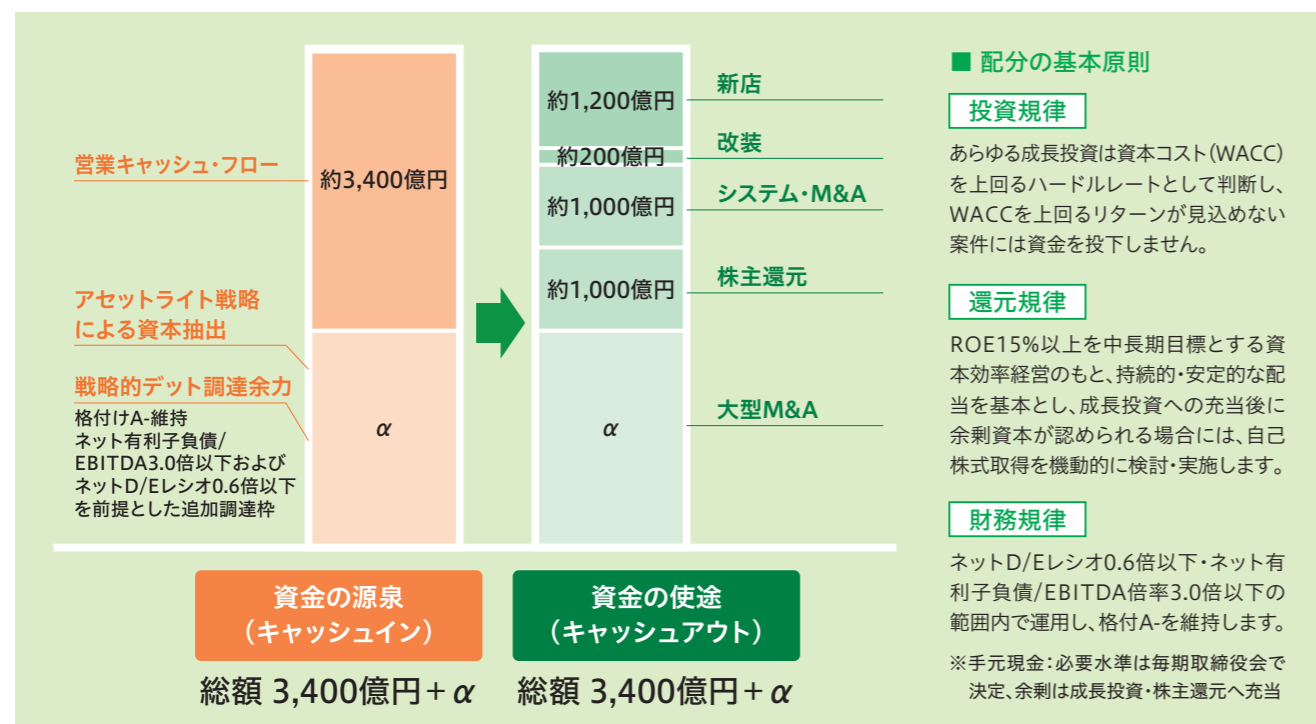 営業キャッシュ・フロー
アセットライト戦略
による資本抽出
戦略的デット調達余力
格付けA-維持
ネット有利子負債/
EBITDA3.0倍以下および
ネットD/Eレシオ0.6倍以下
を前提とした追加調達枠
約3,400億円
α
資金の源泉
（キャッシュイン）
総額 3,400億円＋α
約1,200億円
新店
約200億円
改装
約1,000億円
システム・M&A
約1,000億円
株主還元
α
大型M&A
資金の使途
（キャッシュアウト）
総額 3,400億円＋α
■ 配分の基本原則
投資規律
あらゆる成長投資は資本コスト（WACC）
を上回るハードルレートとして判断し、
WACCを上回るリターンが見込めない
案件には資金を投下しません。
還元規律
ROE15%以上を中長期目標とする資
本効率経営のもと、持続的・安定的な配
当を基本とし、成長投資への充当後に
余剰資本が認められる場合には、自己
株式取得を機動的に検討・実施します。
財務規律
ネットD/Eレシオ0.6倍以下・ネット有
利子負債/EBITDA倍率3.0倍以下の
範囲内で運用し、格付A-を維持します。
※手元現金：必要水準は毎期取締役会で
決定、余剰は成長投資・株主還元へ充当